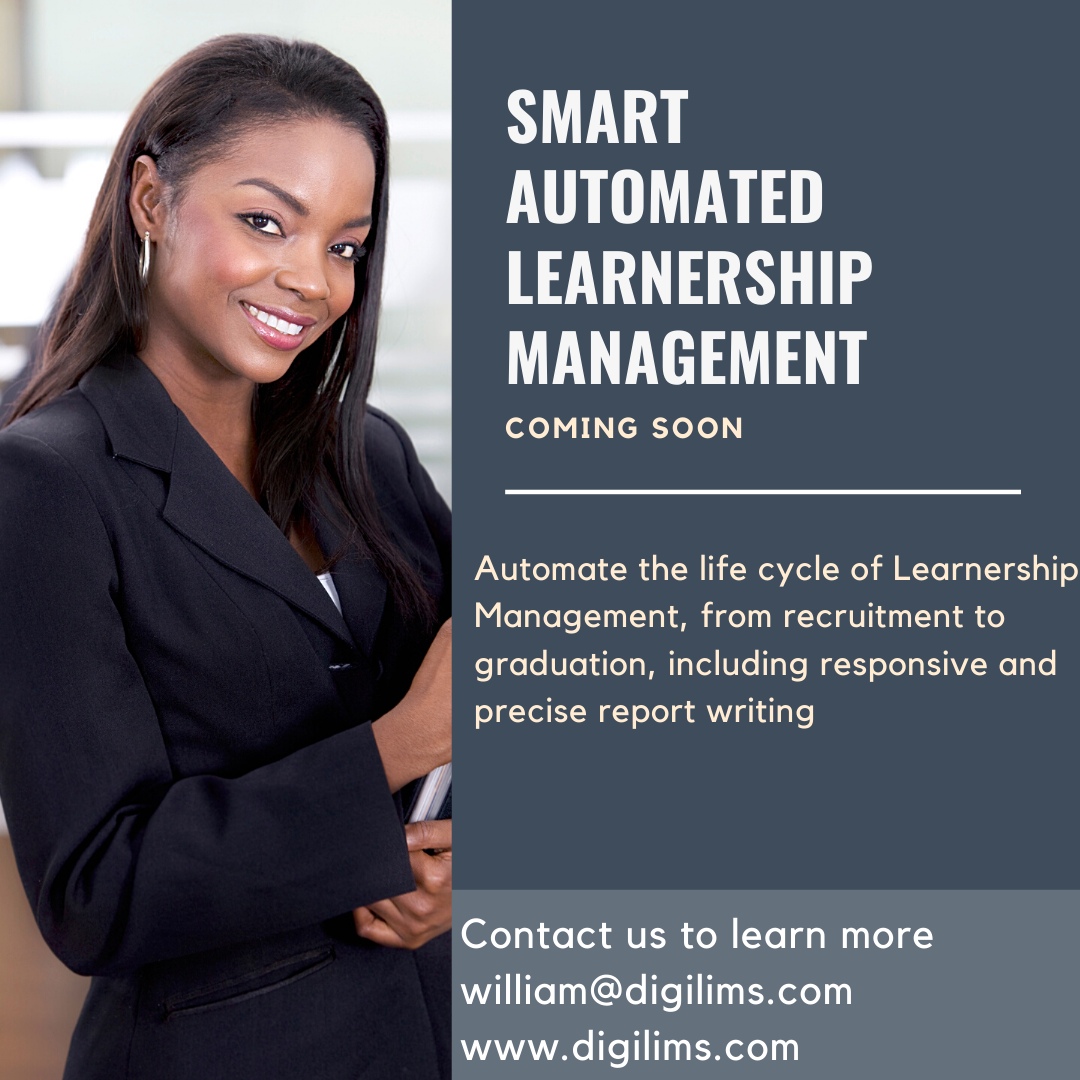 SMART
AUTOMATED
LEARNERSHIP
MANAGEMENT
COMING SOON
Automate the life cycle of Learnership
Management, from recruitment to
graduation, including responsive and
precise report writing
Contact us to learn more
william@digilims.com
www.digilims.com